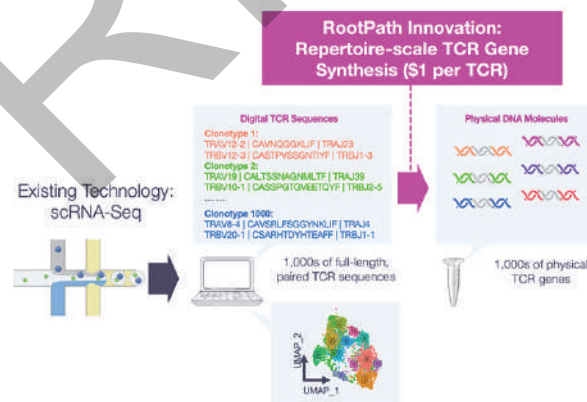 RootPath Innovation:
Repertoire-scale TCR Gene
Synthesis ($1 per TCR)
Digital TCR Sequences
Clonotype 1:
TRAV12-2 | CAVNQGGKLIF | TRAJ23
TRBV12-3 | CASTPVSSGNTIYF | TRBJ1-3
Clonotype 2:
TRAV19 | CALTSSNAGNMLTF | TRAJ39
TRBV10-1 | CASSPGTGVEETQYF | TRBJ2-5
Clonotype 1000:
TRAV8-4 | CAVSRLFSGGYNKLIF | TRAJ4
TRBV20-1 | CSARHTDYHTEAFF | TRBJ1-1
Physical DNA Molecules
Existing Technology:
scRNA-Seq
1,000s of full-length,
paired TCR sequences
1,000s of physical
TCR genes
UMAP_2
UMAP_1